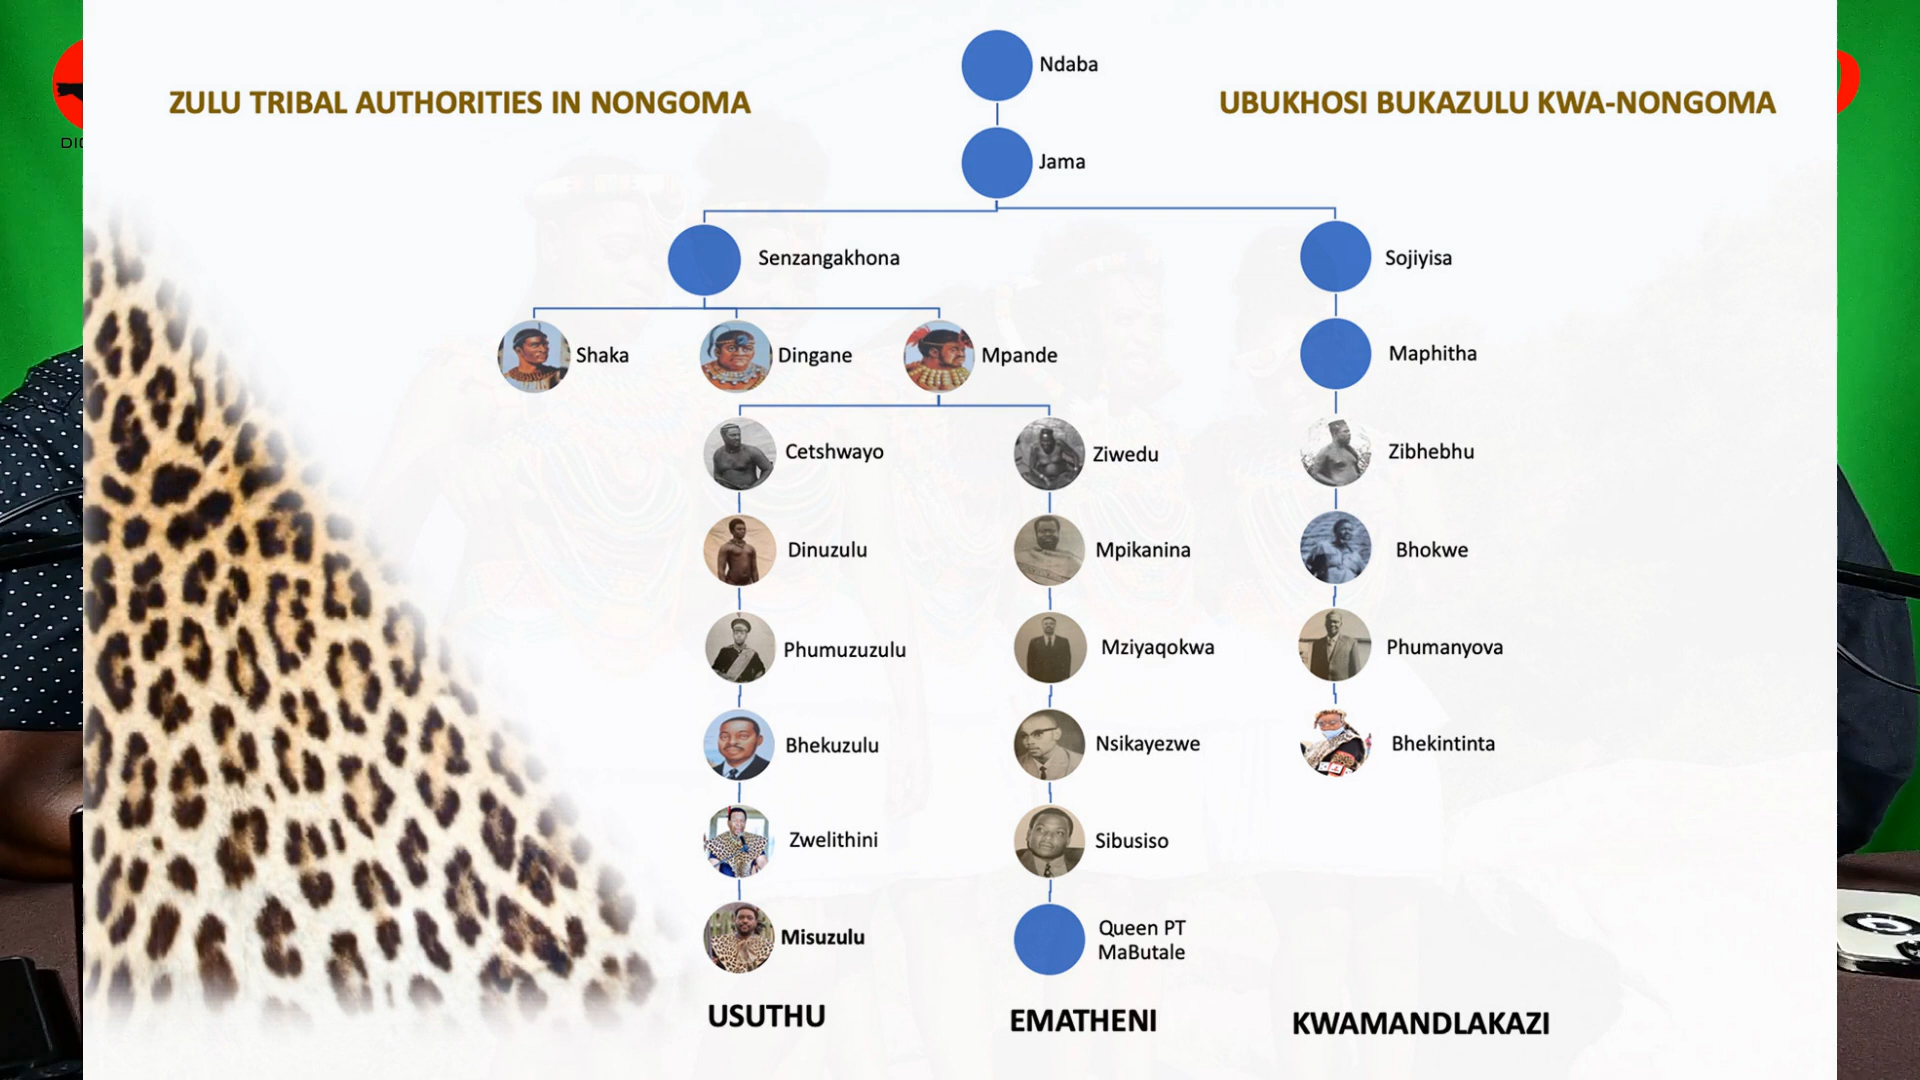 Ndaba
ZULU TRIBAL AUTHORITIES IN NONGOMA
UBUKHOSI BUKAZULU KWA-NONGOMA
Jama
Senzangakhona
Sojiyisa
Shaka
Dingane
Mpande
Maphitha
Cetshwayo
Ziwedu
Zibhebhu
Dinuzulu
Mpikanina
Bhokwe
Phumuzuzulu
Mziyaqokwa
Phumanyova
Bhekuzulu
Nsikayezwe
Bhekintinta
Zwelithini
Sibusiso
Misuzulu
Queen PT
MaButale
USUTHU
EMATHENI
KWAMANDLAKAZI